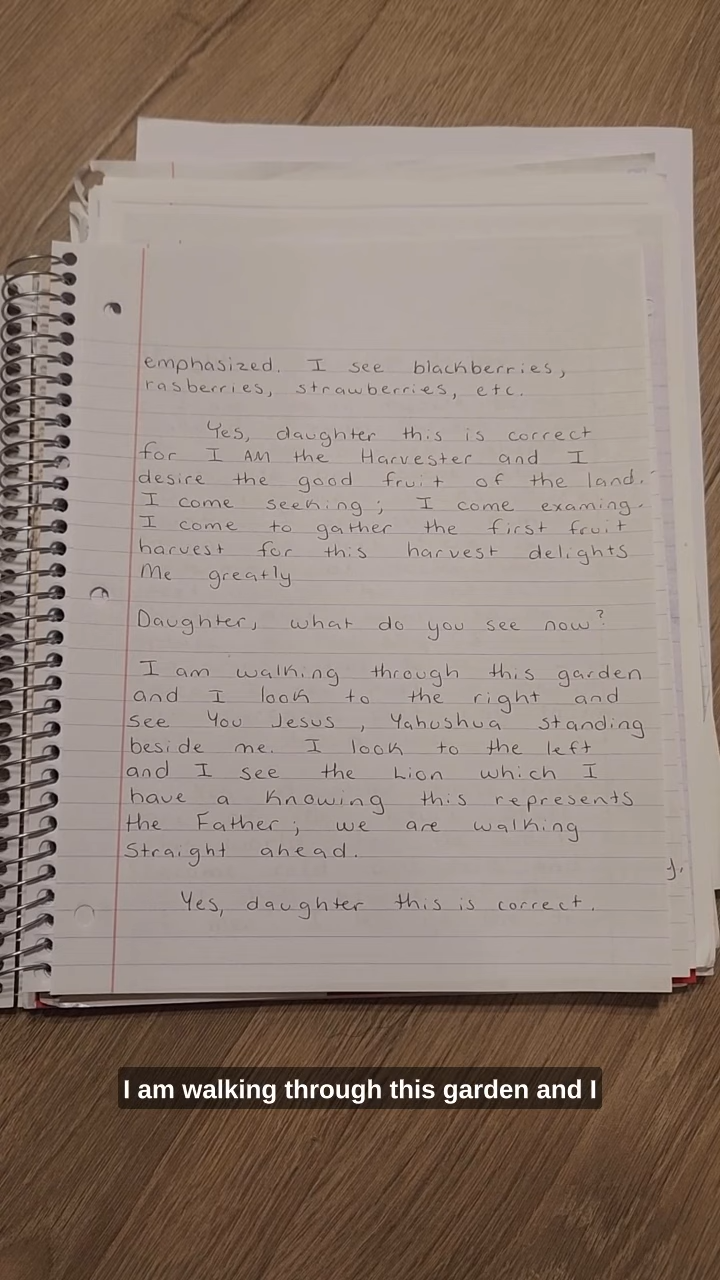 emphasized. I see blackberries,
rasberries, strawberries, etc.
Yes, daughter this is correct
for I AM the Harvester and I
desire the good fruit of the land.
I come seeking; I come examing.
I come to gather the first fruit
harvest for this harvest delights
Me greatly
Daughter, what do you see now?
I am walking through this garden
and I look to the right and
see You Jesus, Yahushua standing
beside me. I look to the left
and I see the Lion which I
have a knowing this represents
the Father; we are walking
straight ahead.
Yes, daughter this is correct.
I am walking through this garden and I